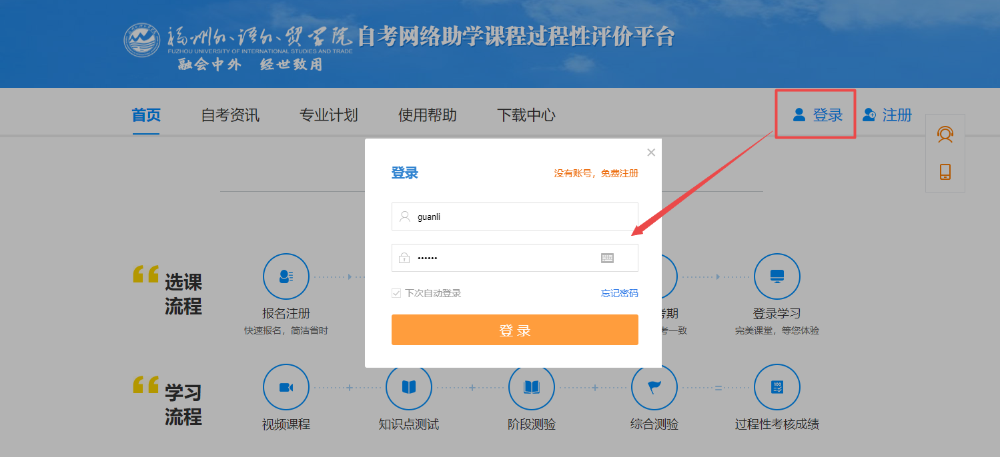 福州外语外贸学院 自考网络助学课程过程性评价平台
FUZHOU UNIVERSITY OF INTERNATIONAL STUDIES AND TRADE
融会中外 经世致用
首页 自考资讯 专业计划 使用帮助 下载中心 登录 注册
登录 没有账号，免费注册
guanli
••••••
下次自动登录 忘记密码
登 录
选课
流程
报名注册 考期 登录学习
快速报名，简洁省时 考一致 完美课堂，等您体验
学习
流程
视频课程 知识点测试 阶段测验 综合测验 过程性考核成绩